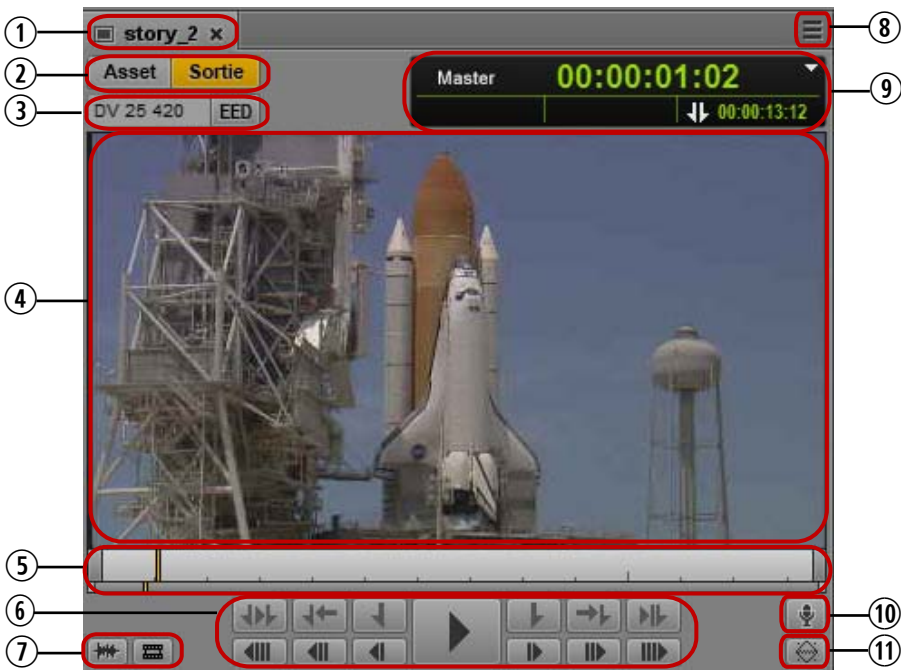 ① story_2 x ⑧
② Asset Sortie
Master 00:00:01:02 ⑨
③ DV 25 420 EED
00:00:13:12
④
⑤
⑥
⑦
⑩
⑪